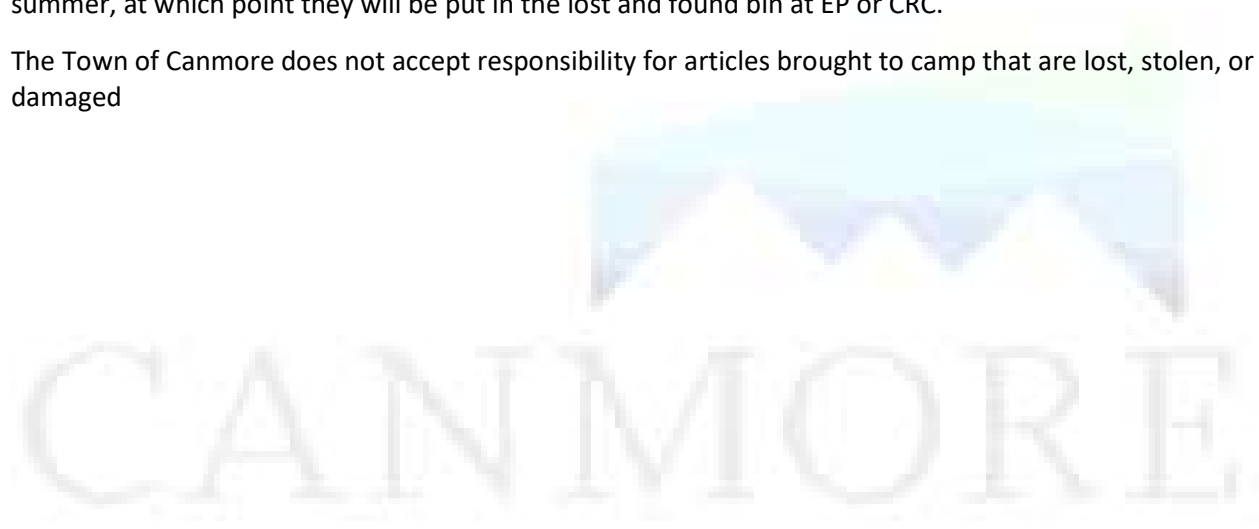 summer, at which point they will be put in the lost and found bin at EP or CRC.
The Town of Canmore does not accept responsibility for articles brought to camp that are lost, stolen, or
damaged
CANMORE